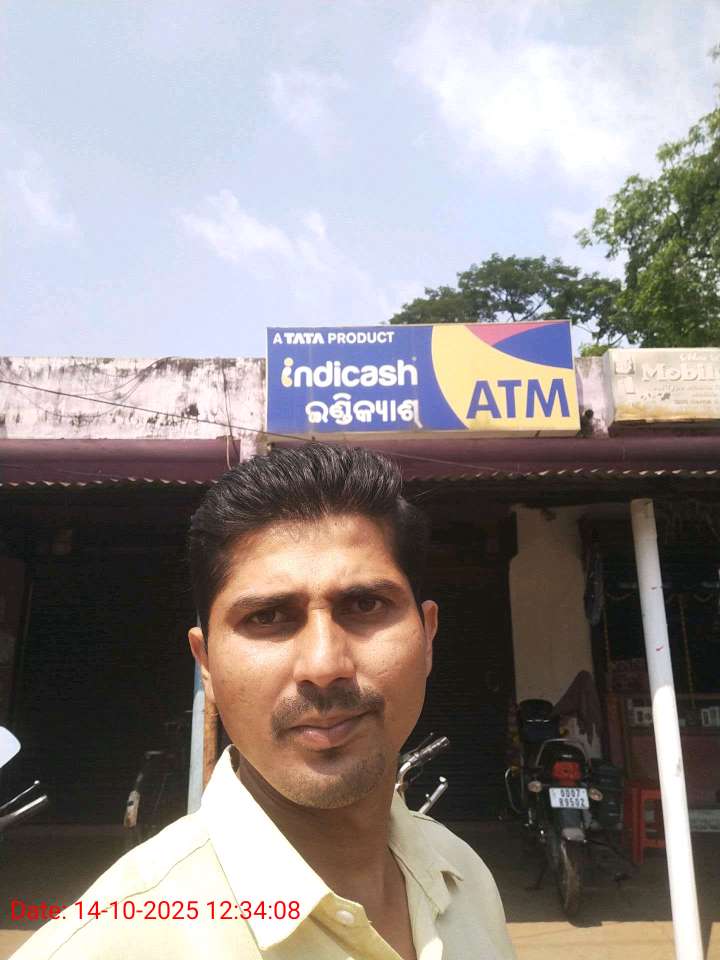 A TATA PRODUCT
indicash
ଇଣ୍ଡିକ୍ୟାଶ୍
ATM
Mobil
OD07
Date: 14-10-2025 12:34:08